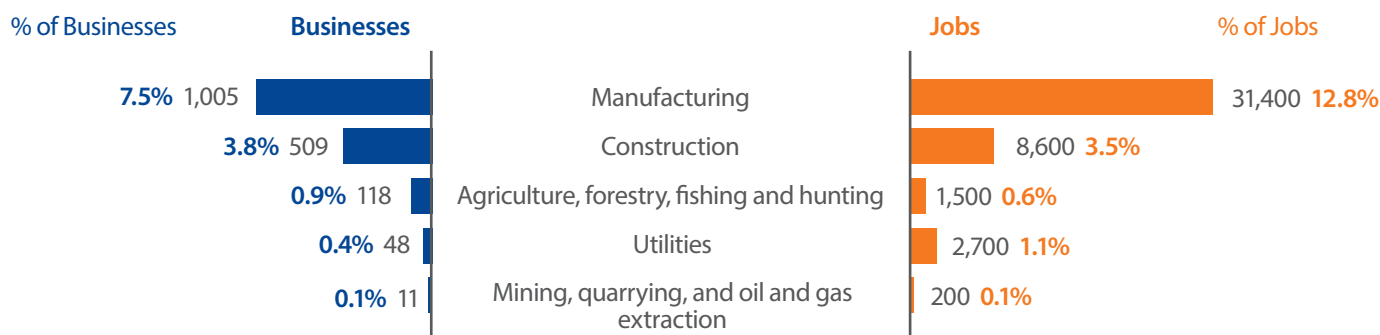 % of Businesses Businesses Jobs % of Jobs
7.5% 1,005 Manufacturing 31,400 12.8%
3.8% 509 Construction 8,600 3.5%
0.9% 118 Agriculture, forestry, fishing and hunting 1,500 0.6%
0.4% 48 Utilities 2,700 1.1%
0.1% 11 Mining, quarrying, and oil and gas 200 0.1%
extraction